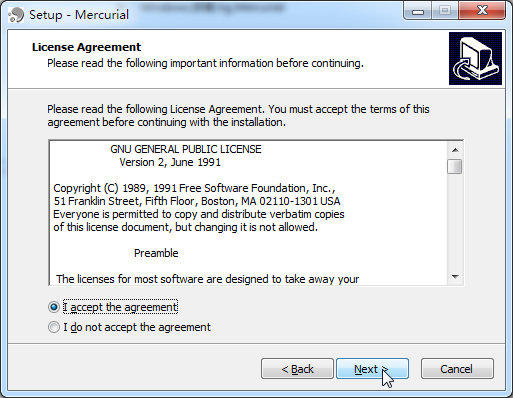 Setup - Mercurial
License Agreement
Please read the following important information before continuing.
Please read the following License Agreement. You must accept the terms of this
agreement before continuing with the installation.
GNU GENERAL PUBLIC LICENSE
Version 2, June 1991
Copyright (C) 1989, 1991 Free Software Foundation, Inc.,
51 Franklin Street, Fifth Floor, Boston, MA 02110-1301 USA
Everyone is permitted to copy and distribute verbatim copies
of this license document, but changing it is not allowed.
Preamble
The licenses for most software are designed to take away your
I accept the agreement
I do not accept the agreement
< Back
Next >
Cancel